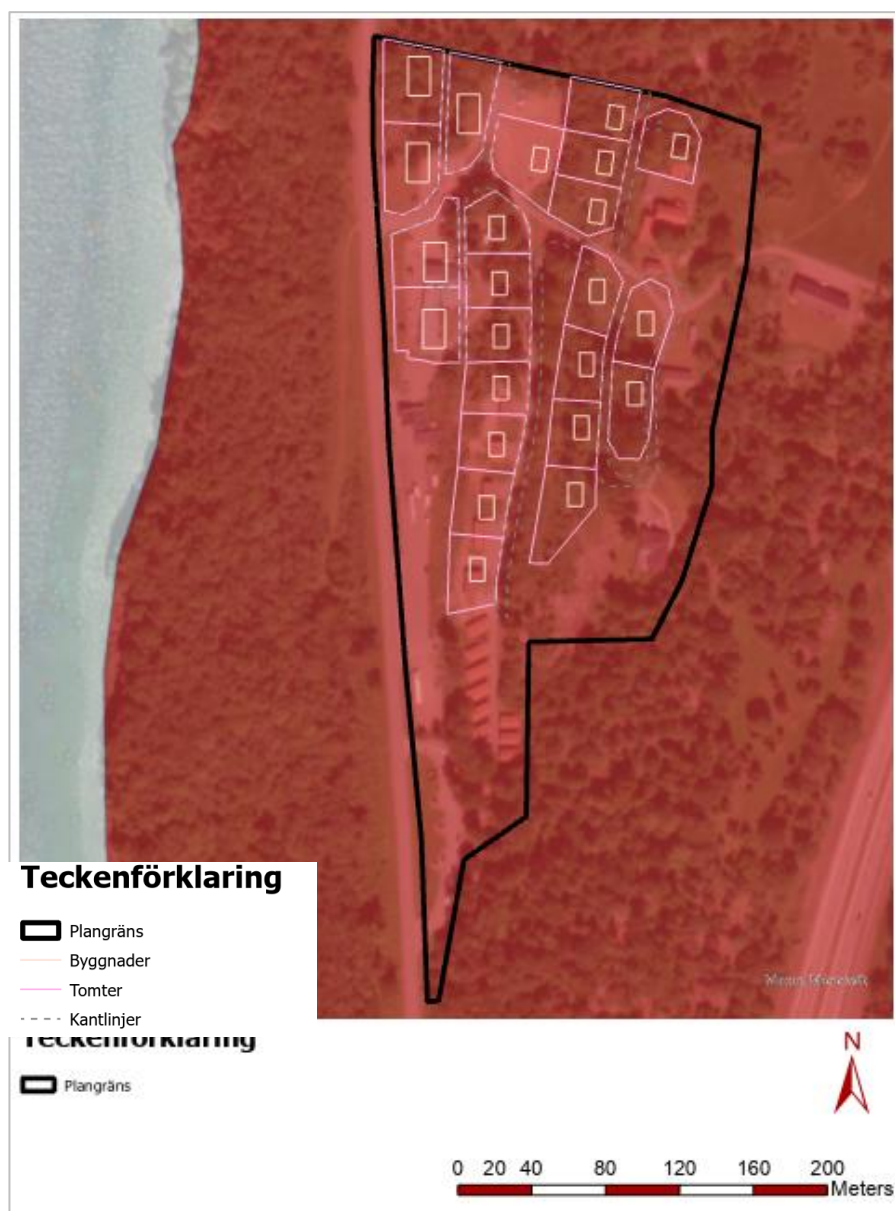 Teckenförklaring
Plangräns
Byggnader
Tomter
Kantlinjer
Teckenförklaring
Plangräns
N
0 20 40 80 120 160 200
Meters